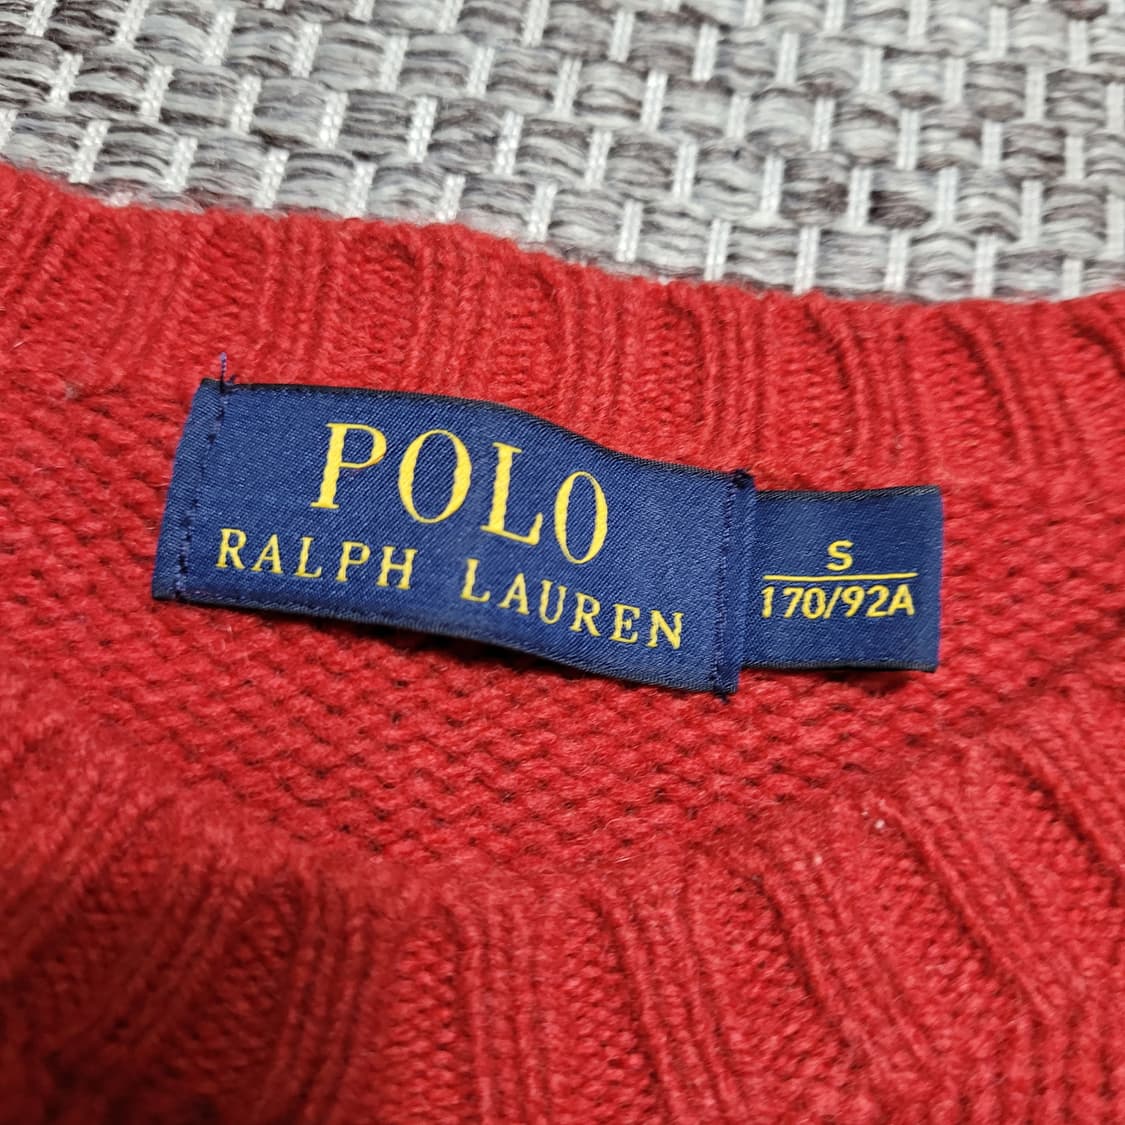 POLO
RALPH LAUREN
S
170/92A